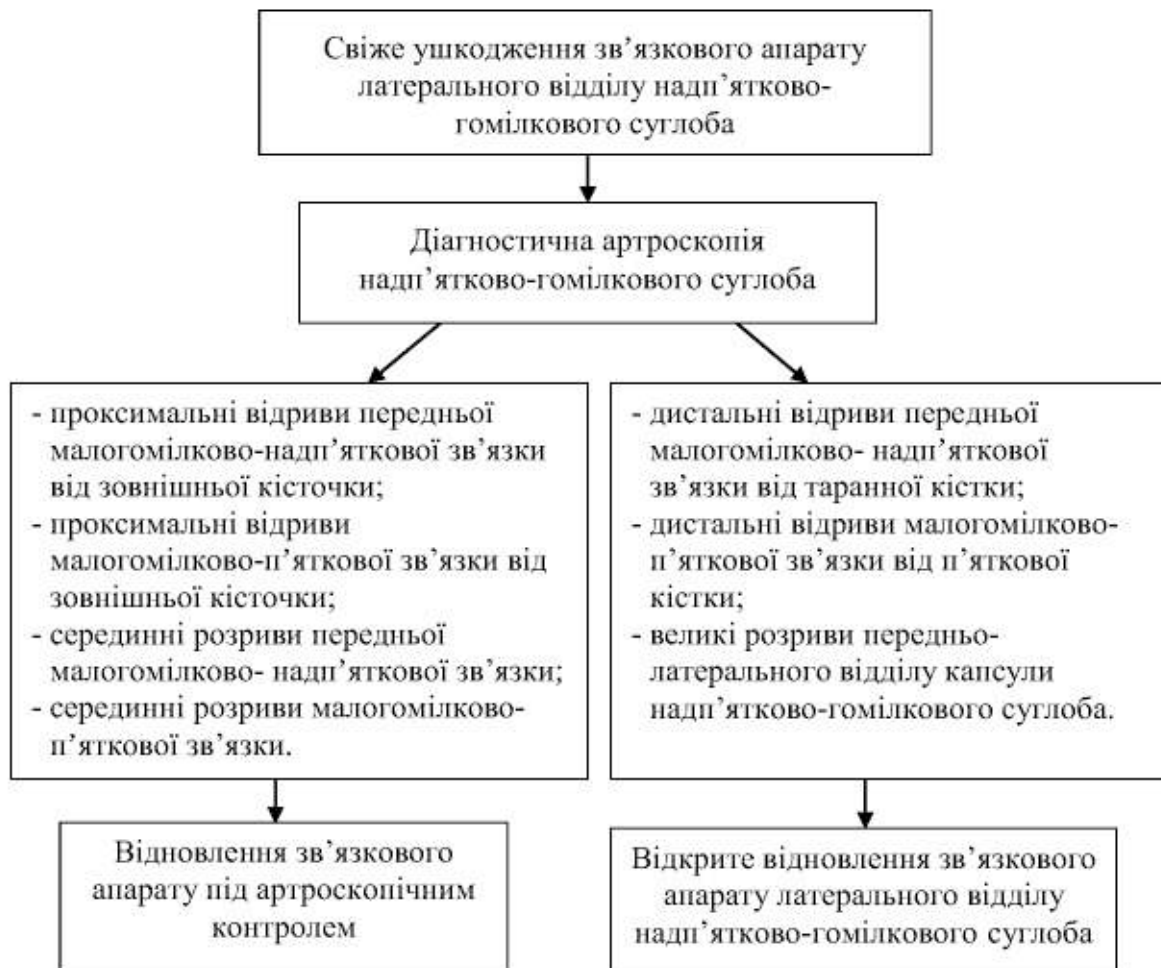 Свіже ушкодження зв’язкового апарату
латерального відділу надп’ятково-
гомілкового суглоба
Діагностична артроскопія
надп’ятково-гомілкового суглоба
- проксимальні відриви передньої
малогомілково-надп’яткової зв’язки
від зовнішньої кісточки;
- проксимальні відриви
малогомілково-п’яткової зв’язки від
зовнішньої кісточки;
- серединні розриви передньої
малогомілково- надп’яткової зв’язки;
- серединні розриви малогомілково-
п’яткової зв’язки.
- дистальні відриви передньої
малогомілково- надп’яткової
зв’язки від таранної кістки;
- дистальні відриви малогомілково-
п’яткової зв’язки від п’яткової
кістки;
- великі розриви передньо-
латерального відділу капсули
надп’ятково-гомілкового суглоба.
Відновлення зв’язкового
апарату під артроскопічним
контролем
Відкрите відновлення зв’язкового
апарату латерального відділу
надп’ятково-гомілкового суглоба